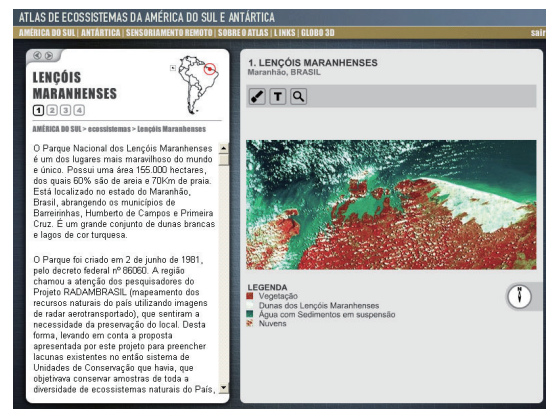 ATLAS DE ECOSSISTEMAS DA AMÉRICA DO SUL E ANTÁRTICA
AMÉRICA DO SUL | ANTÁRTICA | SENSORIAMENTO REMOTO | SOBRE O ATLAS | LINKS | GLOBO 3D
sair
LENÇÓIS
MARANHENSES
1 2 3 4
AMÉRICA DO SUL > ecossistemas > Lençóis Maranhenses
O Parque Nacional dos Lençóis Maranhenses
é um dos lugares mais maravilhoso do mundo
e único. Possui uma área 155.000 hectares,
dos quais 60% são de areia e 70Km de praia.
Está localizado no estado do Maranhão,
Brasil, abrangendo os municípios de
Barreirinhas, Humberto de Campos e Primeira
Cruz. É um grande conjunto de dunas brancas
e lagos de cor turquesa.
O Parque foi criado em 2 de junho de 1981,
pelo decreto federal nº 86060. A região
chamou a atenção dos pesquisadores do
Projeto RADAMBRASIL (mapeamento dos
recursos naturais do país utilizando imagens
de radar aerotransportado), que sentiram a
necessidade da preservação do local. Desta
forma, levando em conta a proposta
apresentada por este projeto para preencher
lacunas existentes no então sistema de
Unidades de Conservação que havia, que
objetivava conservar amostras de toda a
diversidade de ecossistemas naturais do País,
1. LENÇÓIS MARANHENSES
Maranhão, BRASIL
T
LEGENDA
Vegetação
Dunas dos Lençóis Maranhenses
Água com Sedimentos em suspensão
Nuvens
N